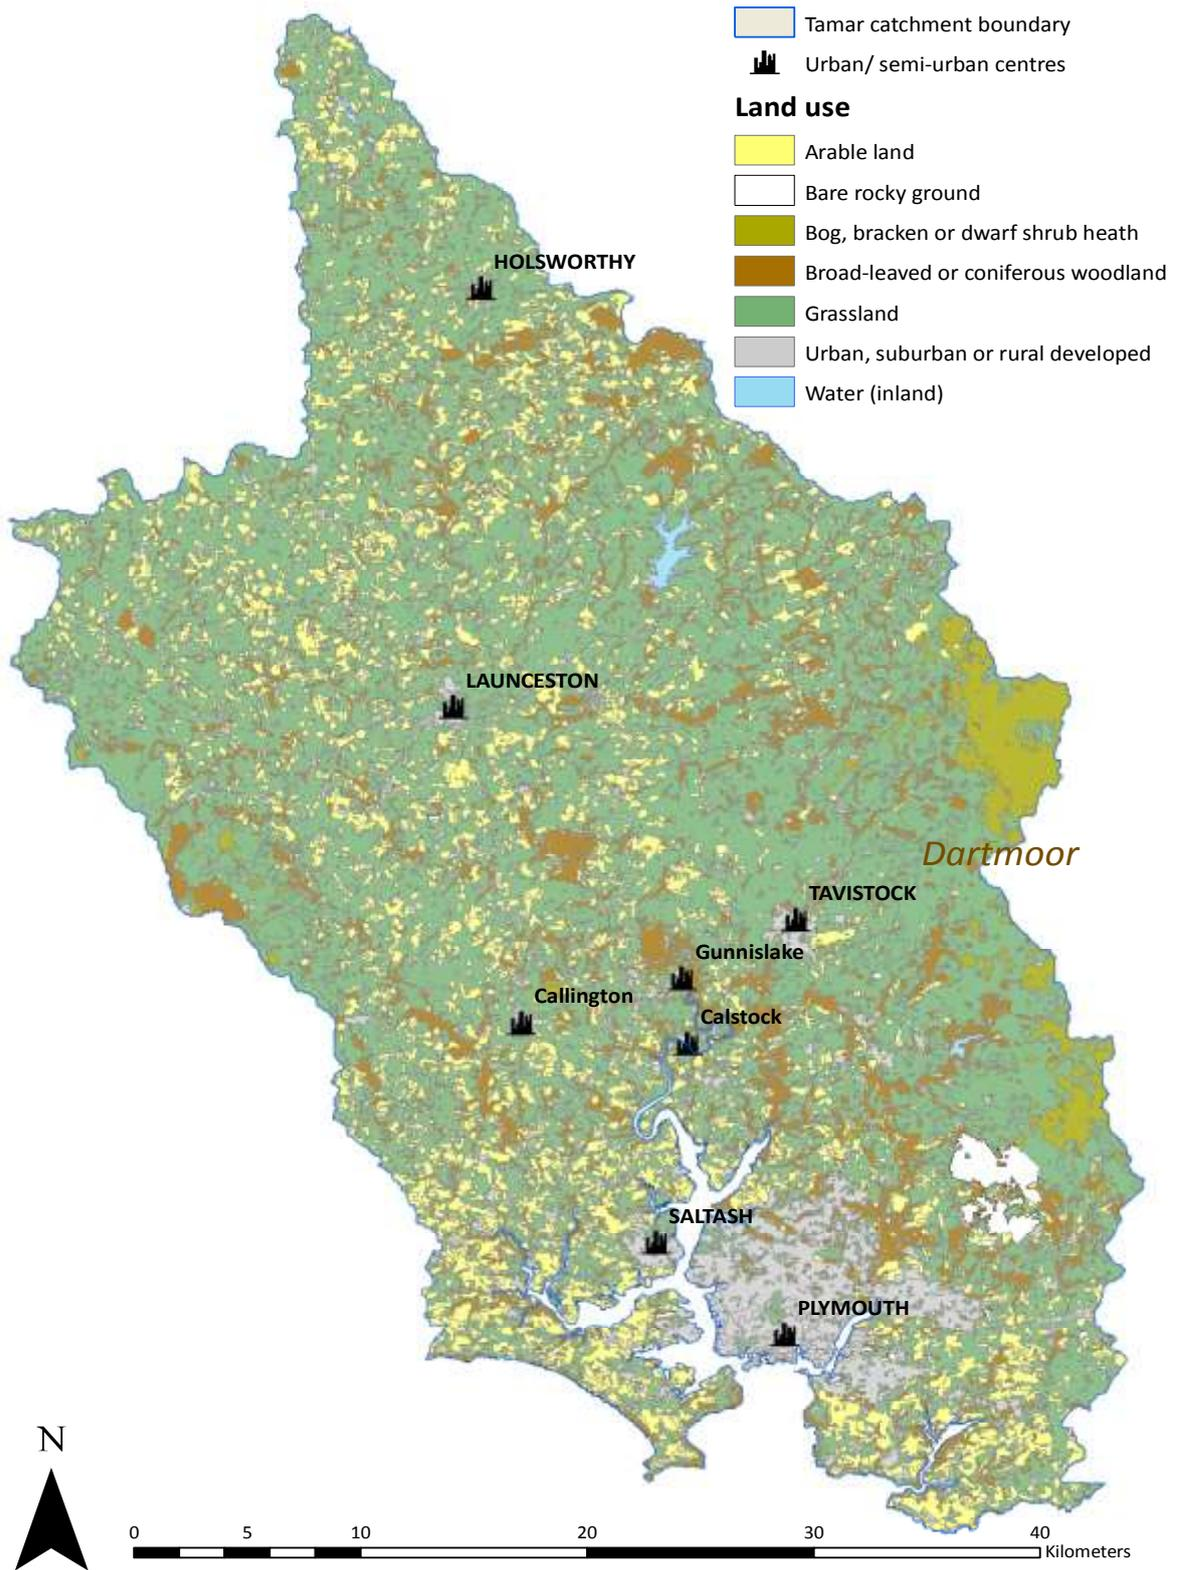 Tamar catchment boundary
Urban/ semi-urban centres
Land use
Arable land
Bare rocky ground
Bog, bracken or dwarf shrub heath
Broad-leaved or coniferous woodland
Grassland
Urban, suburban or rural developed
Water (inland)
HOLSWORTHY
LAUNCESTON
Dartmoor
TAVISTOCK
Gunnislake
Callington
Calstock
SALTASH
PLYMOUTH
N
0 5 10 20 30 40
Kilometers